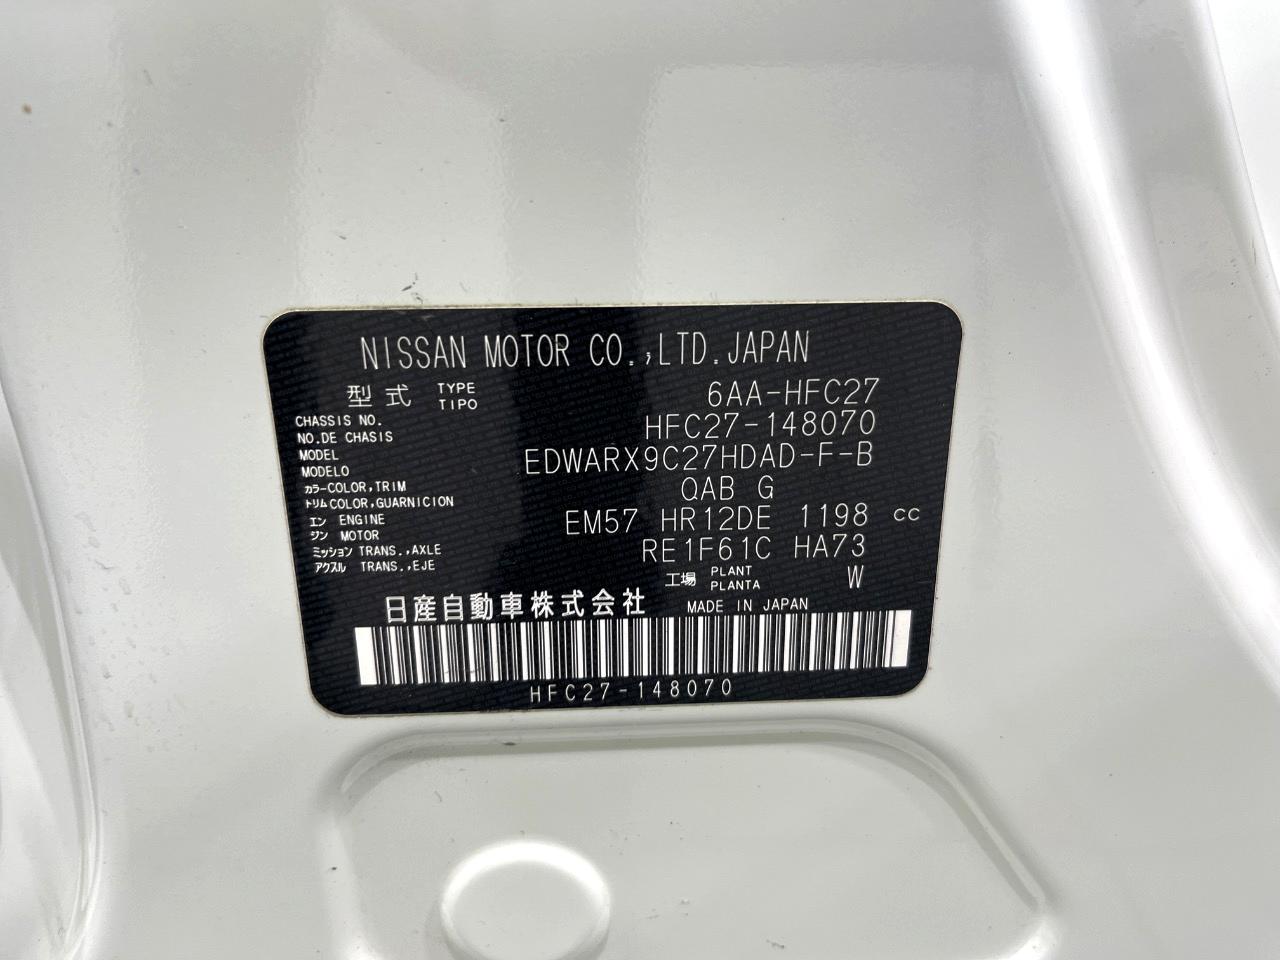 NISSAN MOTOR CO.,LTD.JAPAN
型式 TYPE TIPO 6AA-HFC27
CHASSIS NO. NO.DE CHASIS HFC27-148070
MODEL MODELO EDWARX9C27HDAD-F-B
カラー-COLOR,TRIM トリム COLOR,GUARNICION QAB G
エン ENGINE ジン MOTOR EM57 HR12DE 1198 cc
ミッション TRANS.,AXLE アクスル TRANS.,EJE RE1F61C HA73
工場 PLANT PLANTA W
日産自動車株式会社 MADE IN JAPAN
HFC27-148070